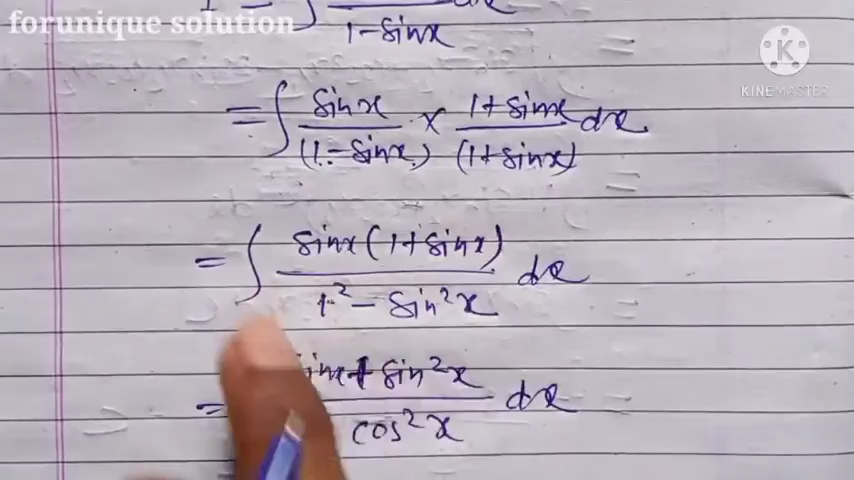 forunique solution
1-sinx
= ∫ sinx/(1-sinx) × 1+sinx/(1+sinx) dx
KINEMASTER
= ∫ sinx(1+sinx)/1²-sin²x dx
= sinx+sin²x/cos²x dx